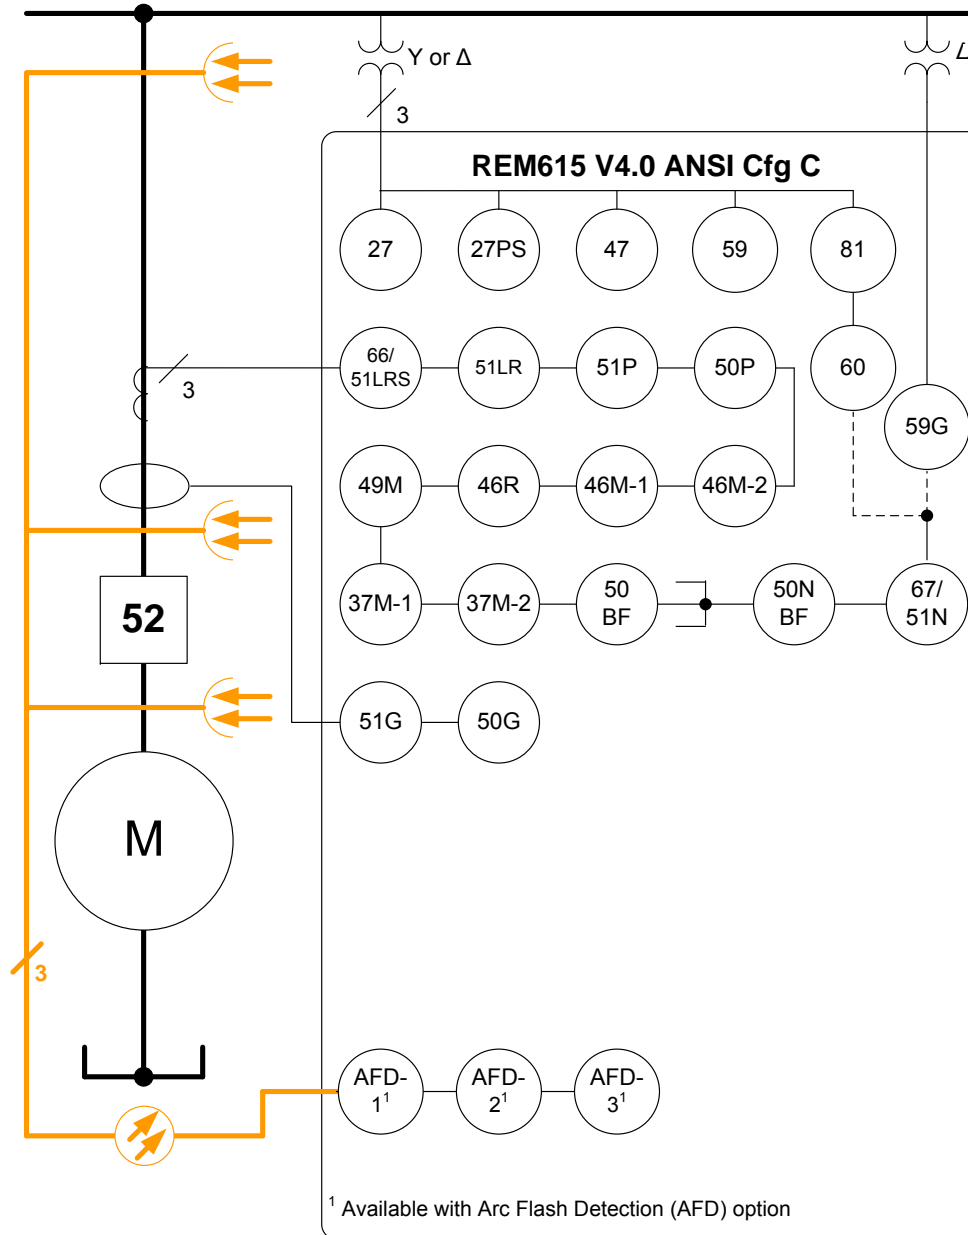 Y or Δ
3
REM615 V4.0 ANSI Cfg C
27
27PS
47
59
81
3
66/
51LRS
51LR
51P
50P
60
59G
49M
46R
46M-1
46M-2
52
37M-1
37M-2
50
BF
50N
BF
67/
51N
51G
50G
M
3
AFD-
1¹
AFD-
2¹
AFD-
3¹
¹ Available with Arc Flash Detection (AFD) option